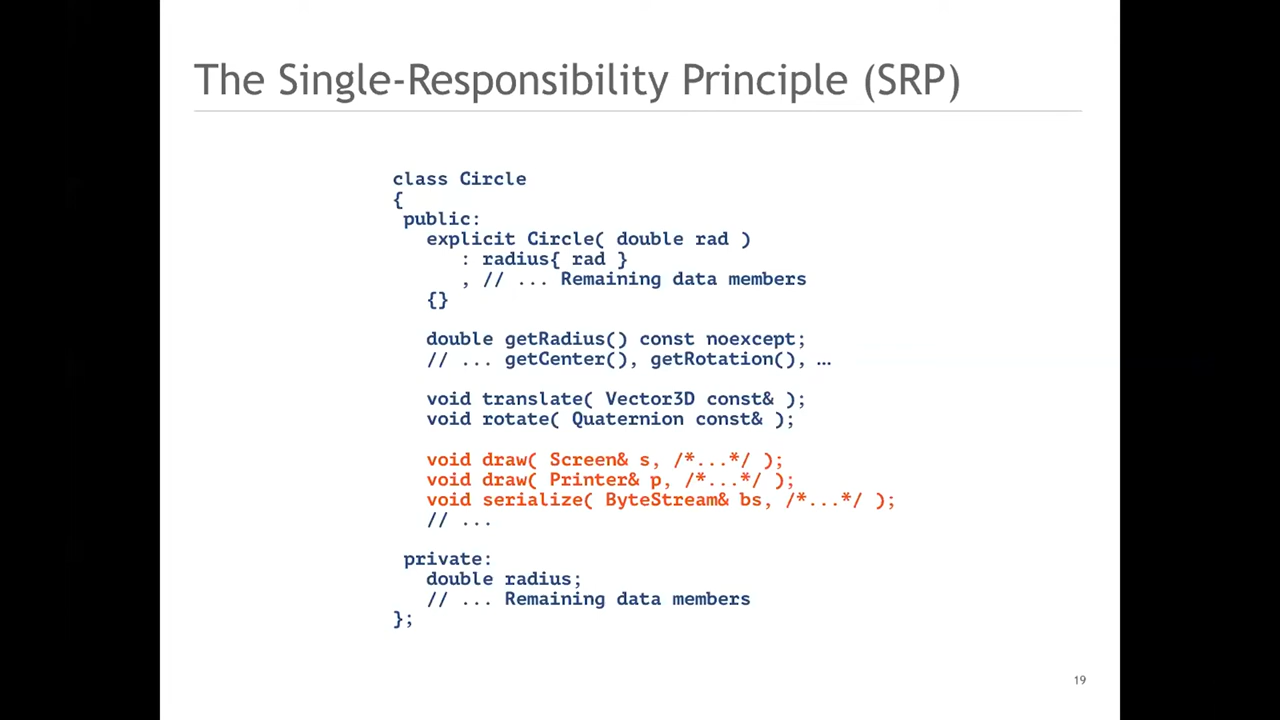 The Single-Responsibility Principle (SRP)
class Circle
{
public:
explicit Circle( double rad )
: radius{ rad }
, // ... Remaining data members
{}
double getRadius() const noexcept;
// ... getCenter(), getRotation(), …
void translate( Vector3D const& );
void rotate( Quaternion const& );
void draw( Screen& s, /*...*/ );
void draw( Printer& p, /*...*/ );
void serialize( ByteStream& bs, /*...*/ );
// ...
private:
double radius;
// ... Remaining data members
};
19